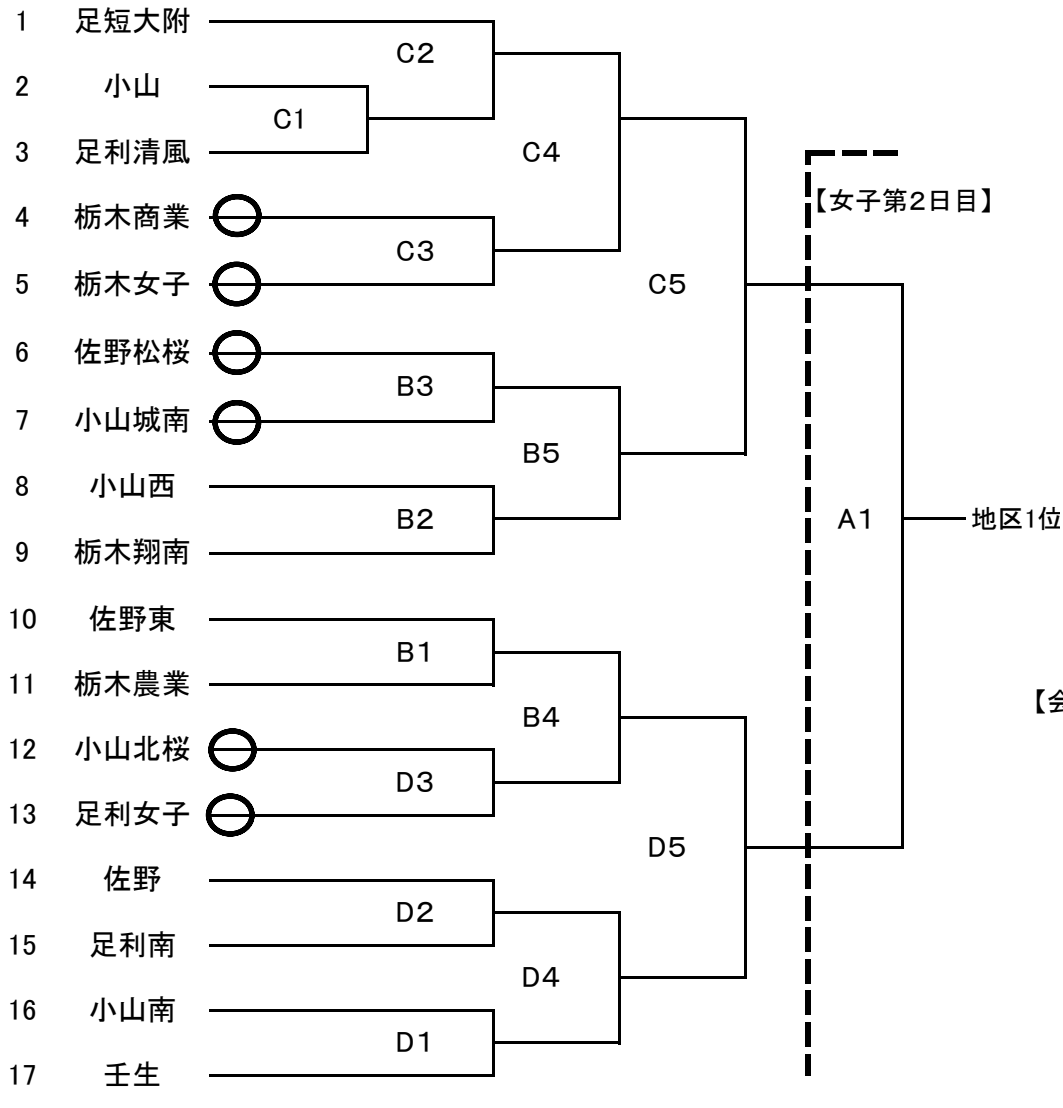 1 足短大附
C2
2 小山
C1
3 足利清風
C4
【女子第2日目】
4 栃木商業
C3
5 栃木女子
C5
6 佐野松桜
B3
7 小山城南
B5
8 小山西
B2
A1
地区1位
9 栃木翔南
10 佐野東
B1
11 栃木農業
B4
【会
12 小山北桜
D3
13 足利女子
D5
14 佐野
D2
15 足利南
D4
16 小山南
D1
17 壬生